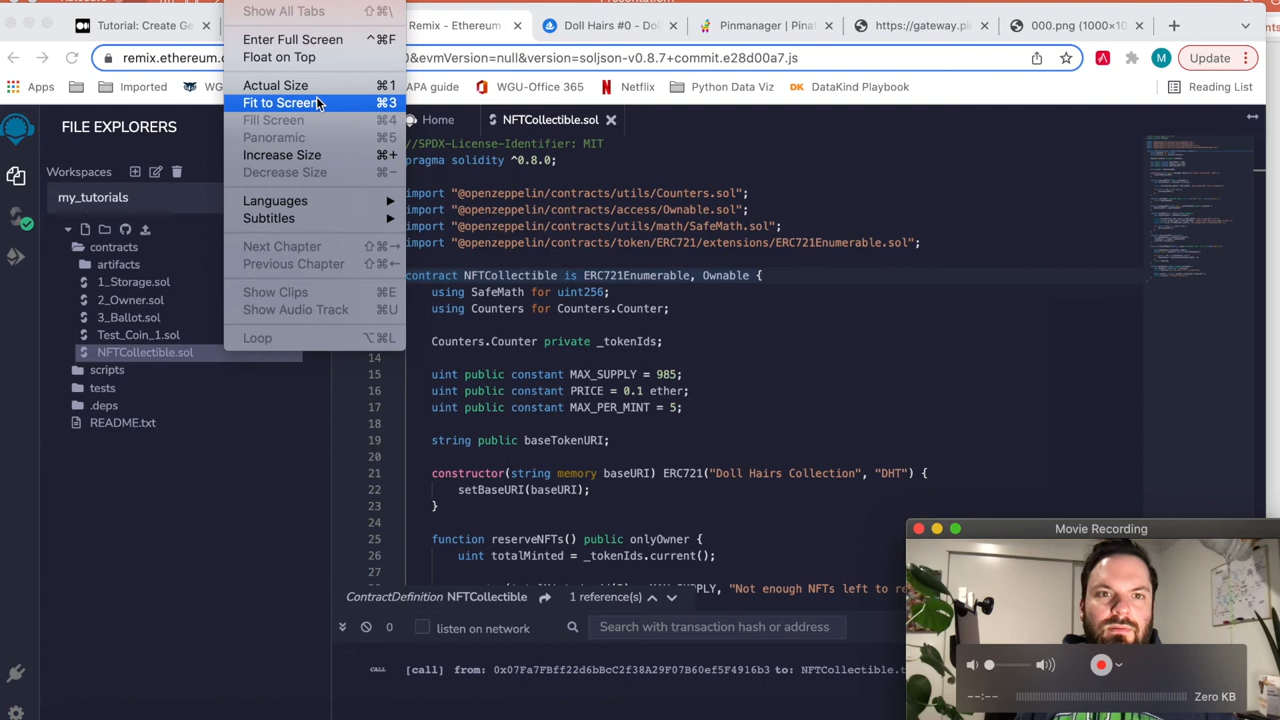 Presentation
Show All Tabs ⇧⌘\
Tutorial: Create Ge
Remix - Ethereum
Doll Hairs #0 - Do
Pinmanager | Pinat
https://gateway.pin
000.png (1000×10
Enter Full Screen ^⌘F
remix.ethereum.o
0&evmVersion=null&version=soljson-v0.8.7+commit.e28d00a7.js
M
Update
Float on Top
Actual Size ⌘1
Apps
Imported
WG
APA guide
WGU-Office 365
Netflix
Python Data Viz
DK
DataKind Playbook
Reading List
Fit to Screen ⌘3
Fill Screen ⌘4
Panoramic ⌘5
Increase Size ⌘+
Decrease Size ⌘−
Languages
Subtitles
Next Chapter ⇧⌘→
Previous Chapter ⇧⌘←
Show Clips ⌘E
Show Audio Track ⌘U
Loop ⌥⌘L
FILE EXPLORERS
Workspaces
my_tutorials
contracts
artifacts
1_Storage.sol
2_Owner.sol
3_Ballot.sol
Test_Coin_1.sol
NFTCollectible.sol
scripts
tests
.deps
README.txt
Home
NFTCollectible.sol
//SPDX-License-Identifier: MIT
pragma solidity ^0.8.0;
import "@openzeppelin/contracts/utils/Counters.sol";
import "@openzeppelin/contracts/access/Ownable.sol";
import "@openzeppelin/contracts/utils/math/SafeMath.sol";
import "@openzeppelin/contracts/token/ERC721/extensions/ERC721Enumerable.sol";
contract NFTCollectible is ERC721Enumerable, Ownable {
using SafeMath for uint256;
using Counters for Counters.Counter;
Counters.Counter private _tokenIds;
14
15 uint public constant MAX_SUPPLY = 985;
16 uint public constant PRICE = 0.1 ether;
17 uint public constant MAX_PER_MINT = 5;
18
19 string public baseTokenURI;
20
21 constructor(string memory baseURI) ERC721("Doll Hairs Collection", "DHT") {
22 setBaseURI(baseURI);
23 }
24
25 function reserveNFTs() public onlyOwner {
26 uint totalMinted = _tokenIds.current();
27
"Not enough NFTs left to re
ContractDefinition NFTCollectible
1 reference(s)
0
listen on network
Search with transaction hash or address
CALL
[call] from: 0x07Fa7FBff22d6bBcC2f38A29F07B60ef5F4916b3 to: NFTCollectible.t
Movie Recording
--:--
Zero KB